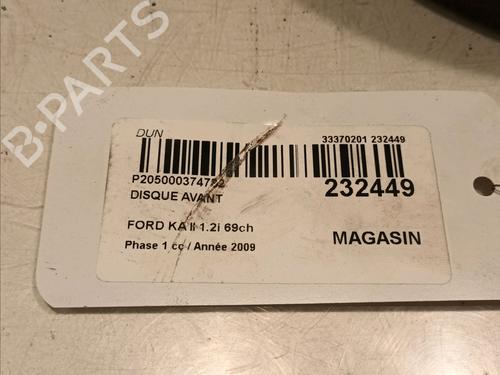 B-PARTS
DUN
33370201 232449
P205000374782
232449
DISQUE AVANT
FORD KA II 1.2i 69ch
MAGASIN
Phase 1 cc / Année 2009